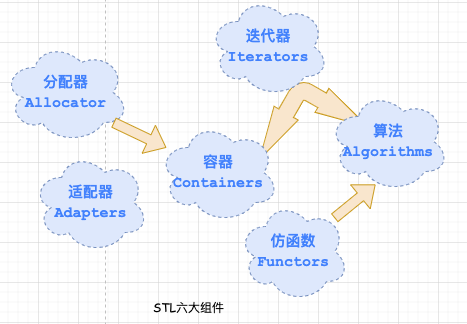 迭代器
Iterators
分配器
Allocator
算法
Algorithms
容器
Containers
适配器
Adapters
仿函数
Functors
STL六大组件